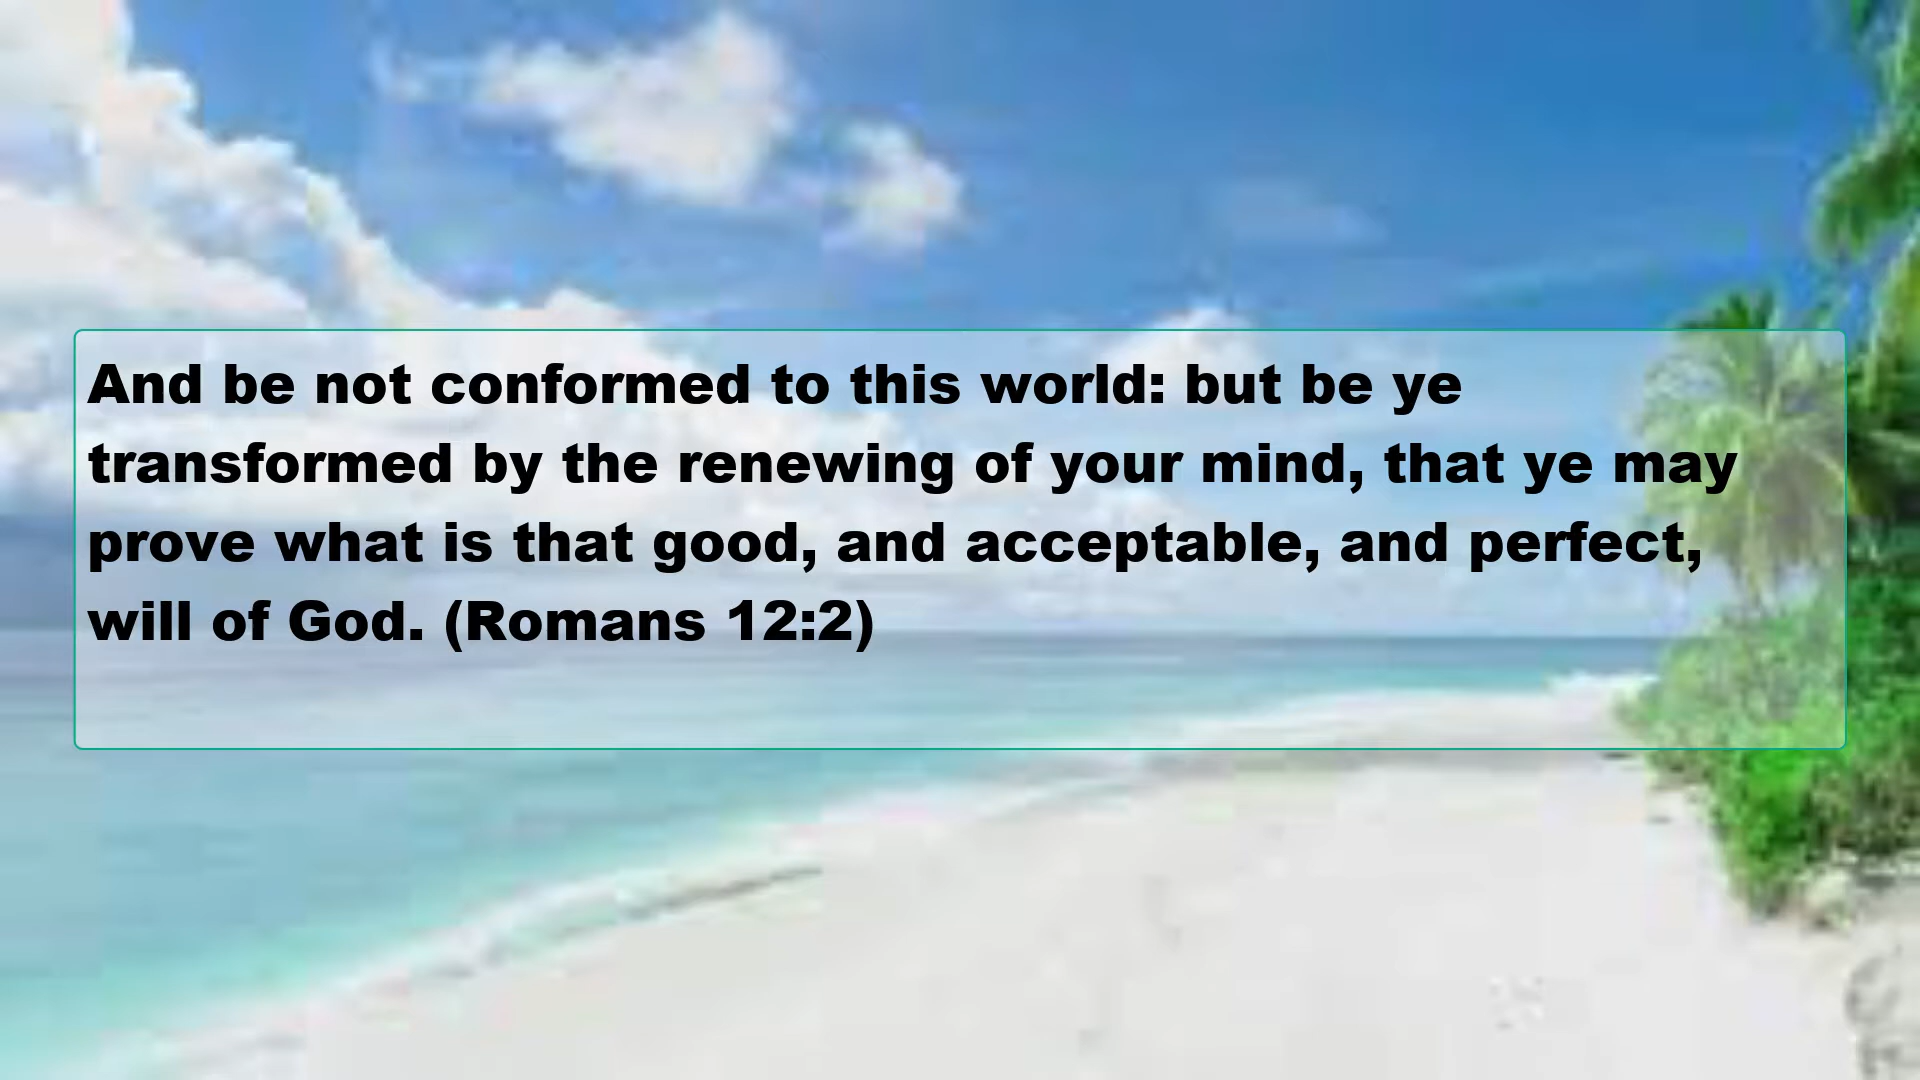 And be not conformed to this world: but be ye
transformed by the renewing of your mind, that ye may
prove what is that good, and acceptable, and perfect,
will of God. (Romans 12:2)